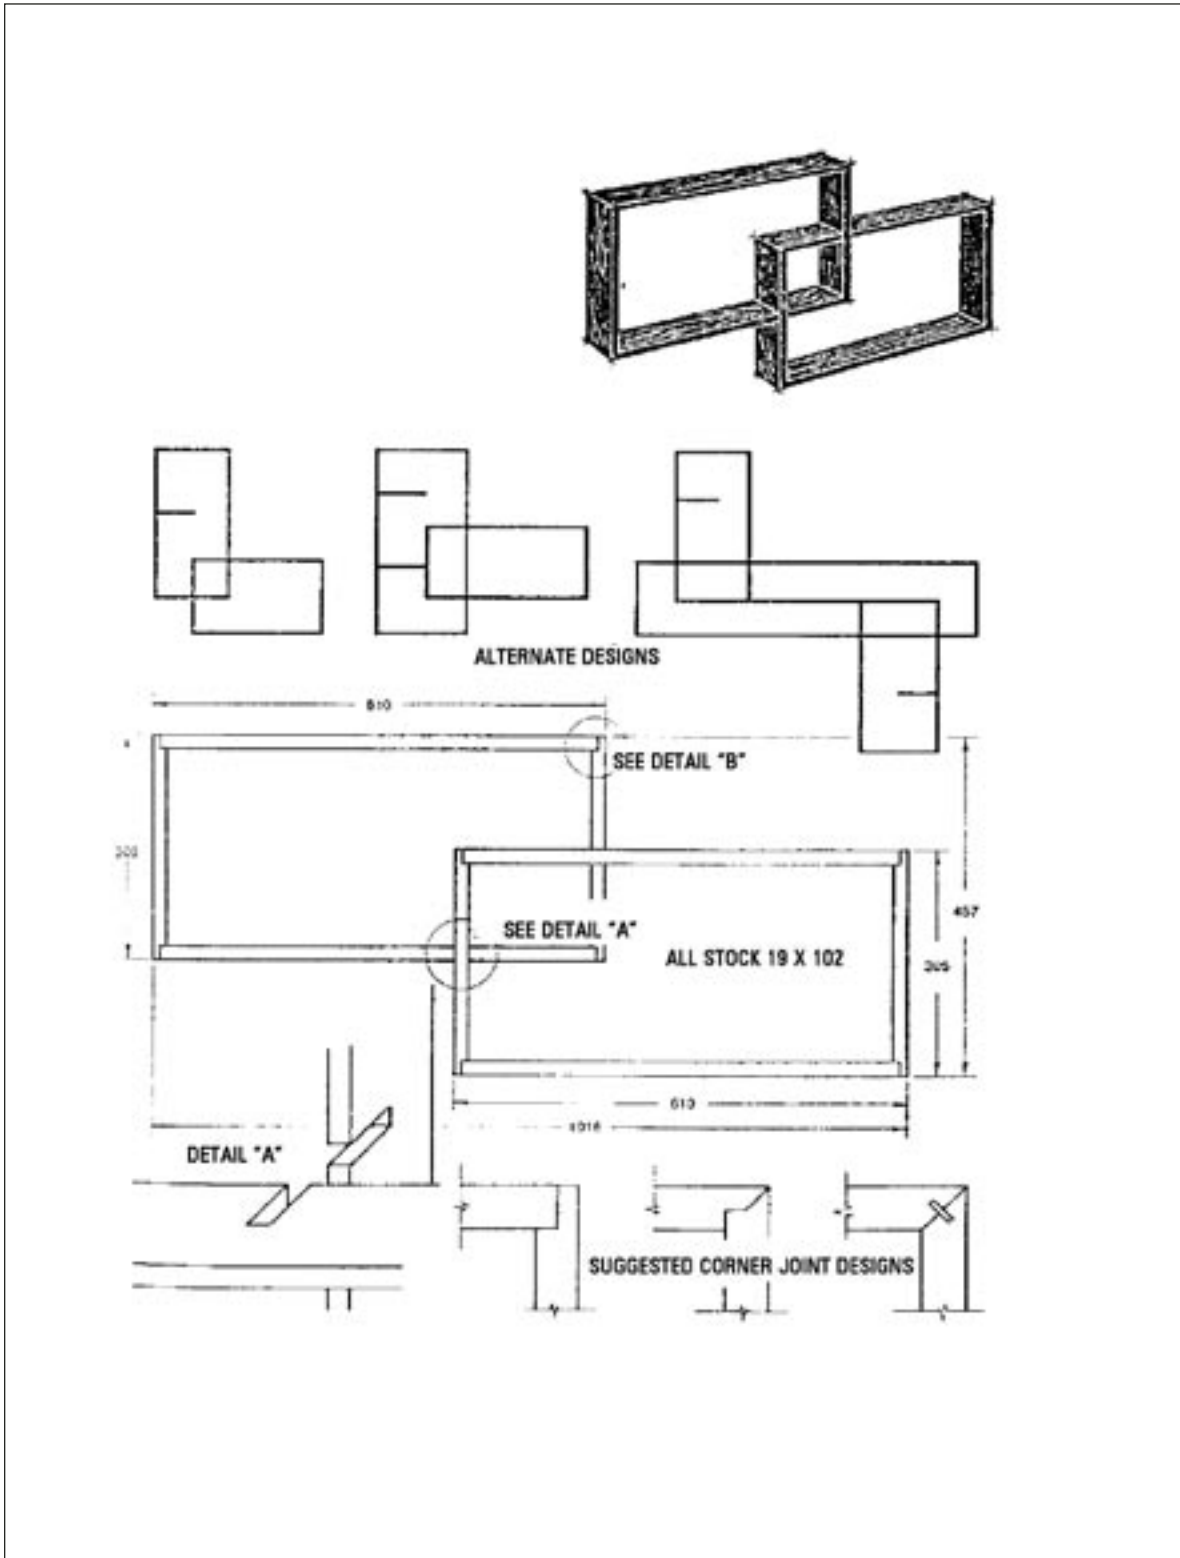 ALTERNATE DESIGNS
610
SEE DETAIL "B"
305
SEE DETAIL "A"
457
ALL STOCK 19 X 102
305
610
1016
DETAIL "A"
SUGGESTED CORNER JOINT DESIGNS